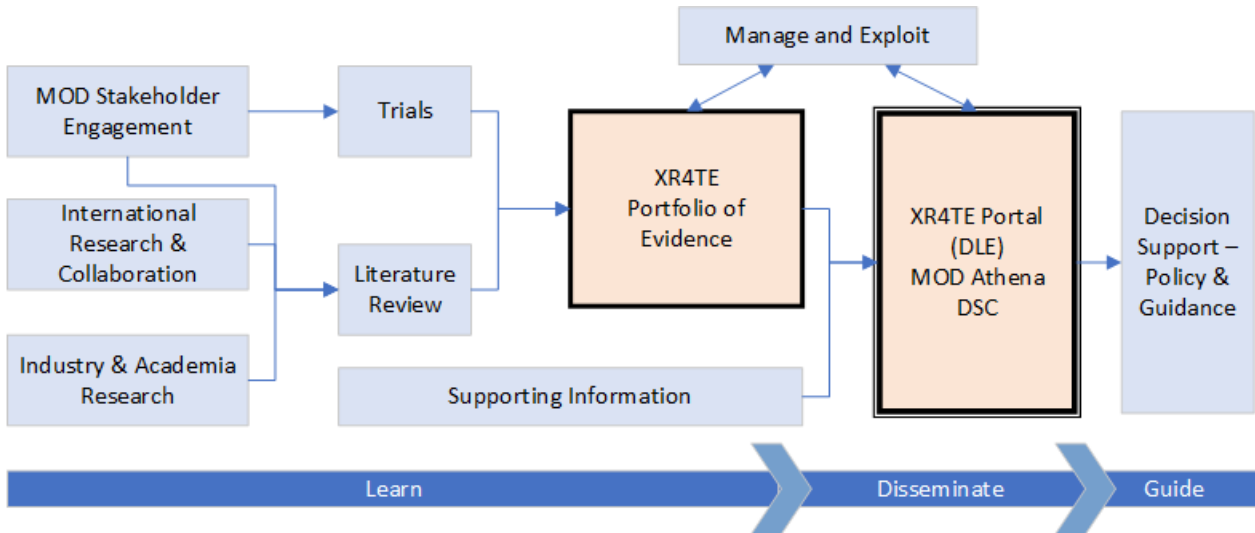 Manage and Exploit
MOD Stakeholder
Engagement
Trials
International
Research &
Collaboration
Literature
Review
Industry & Academia
Research
Supporting Information
XR4TE
Portfolio of
Evidence
XR4TE Portal
(DLE)
MOD Athena
DSC
Decision
Support –
Policy &
Guidance
Learn
Disseminate
Guide